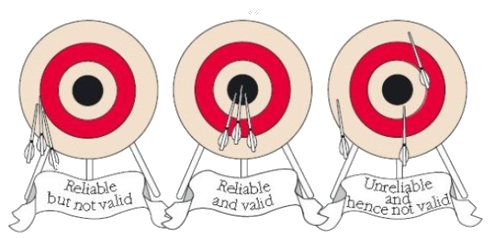 Reliable
but not valid
Reliable
and valid
Unreliable
and
hence not valid